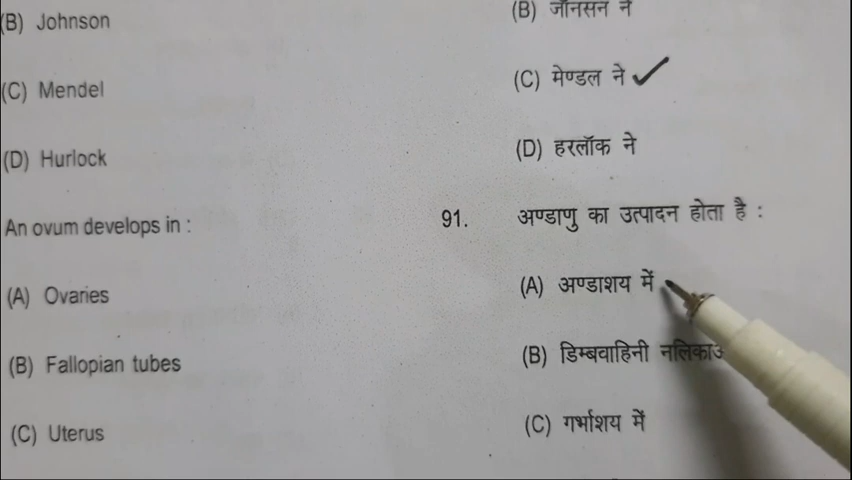 (B) Johnson
(C) Mendel
(D) Hurlock
An ovum develops in :
(A) Ovaries
(B) Fallopian tubes
(C) Uterus
(B) जॉनसन ने
(C) मेण्डल ने
(D) हरलॉक ने
91. अण्डाणु का उत्पादन होता है :
(A) अण्डाशय में
(B) डिम्बवाहिनी
(C) गर्भाशय में